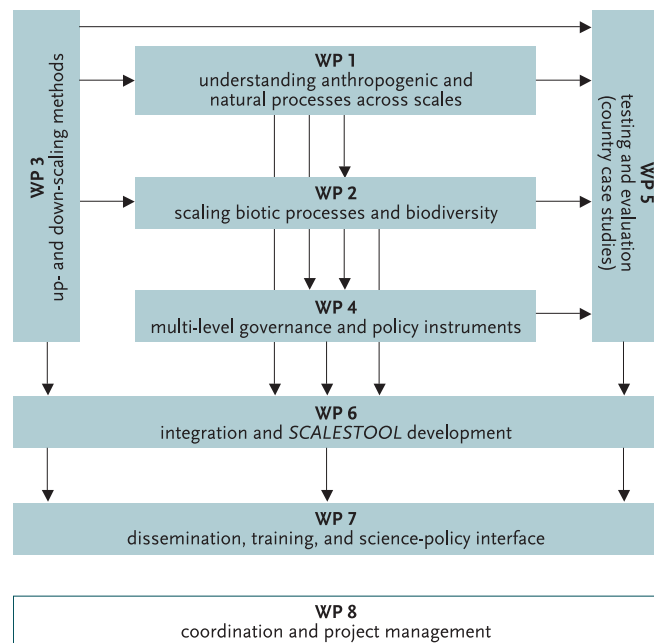 WP 3
up- and down-scaling methods
WP 1
understanding anthropogenic and
natural processes across scales
WP 2
scaling biotic processes and biodiversity
WP 4
multi-level governance and policy instruments
WP 5
testing and evaluation
(country case studies)
WP 6
integration and SCALESTOOL development
WP 7
dissemination, training, and science-policy interface
WP 8
coordination and project management